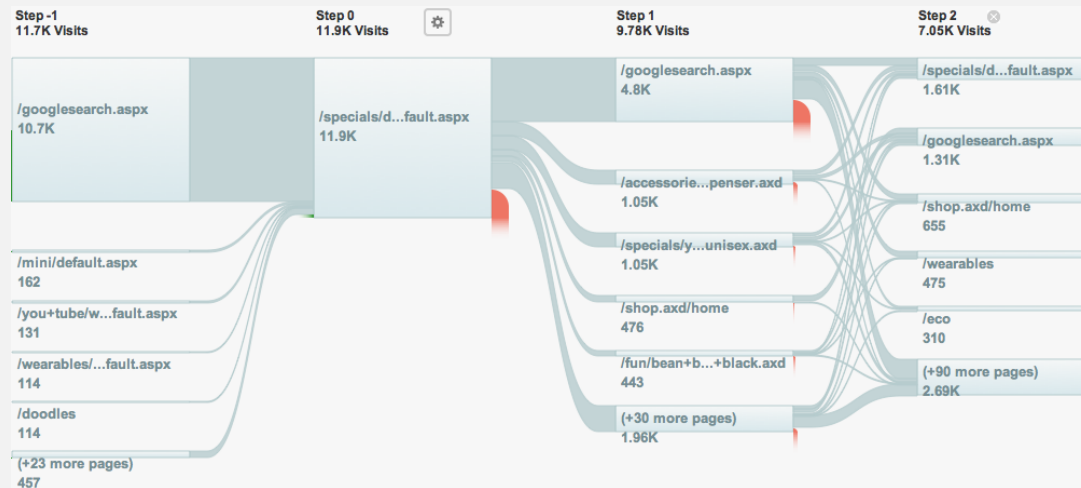 Step -1
11.7K Visits
Step 0
11.9K Visits
Step 1
9.78K Visits
Step 2
7.05K Visits
/googlesearch.aspx
10.7K
/mini/default.aspx
162
/you+tube/w...fault.aspx
131
/wearables/...fault.aspx
114
/doodles
114
(+23 more pages)
457
/specials/d...fault.aspx
11.9K
/googlesearch.aspx
4.8K
/accessorie...penser.axd
1.05K
/specials/y...unisex.axd
1.05K
/shop.axd/home
476
/fun/bean+b...+black.axd
443
(+30 more pages)
1.96K
/specials/d...fault.aspx
1.61K
/googlesearch.aspx
1.31K
/shop.axd/home
655
/wearables
475
/eco
310
(+90 more pages)
2.69K